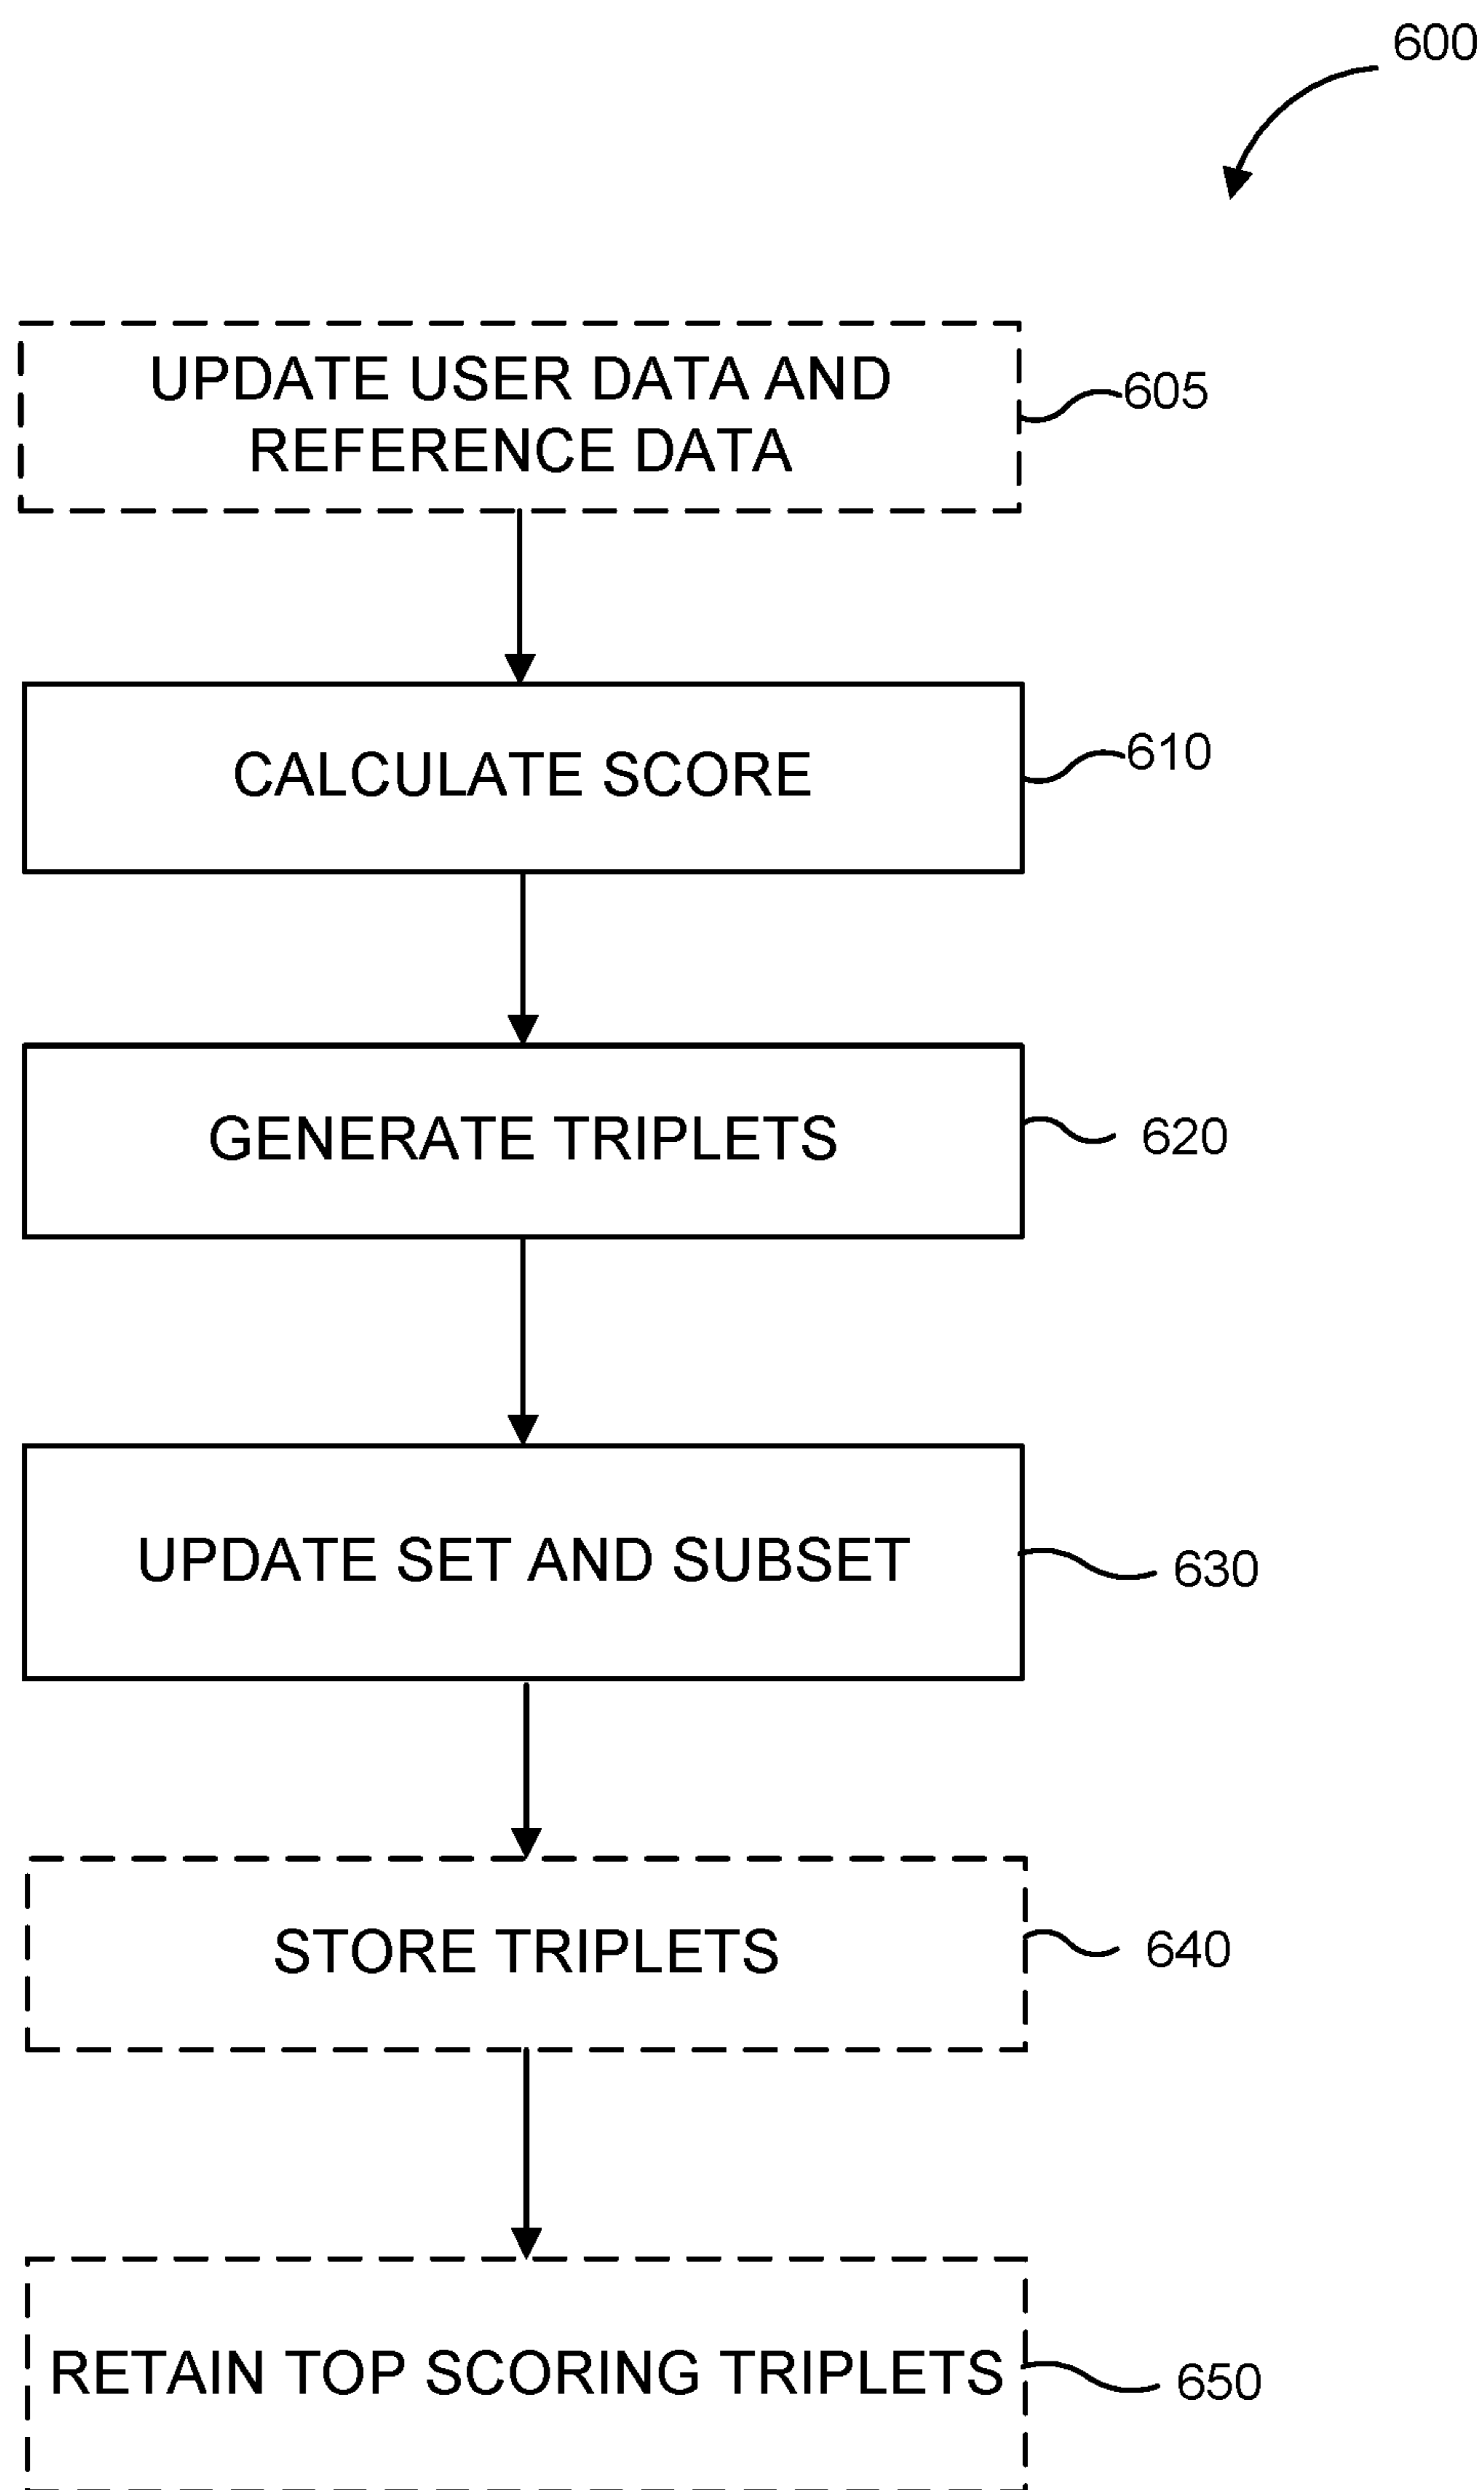 600
UPDATE USER DATA AND
REFERENCE DATA
605
CALCULATE SCORE
610
GENERATE TRIPLETS
620
UPDATE SET AND SUBSET
630
STORE TRIPLETS
640
RETAIN TOP SCORING TRIPLETS
650